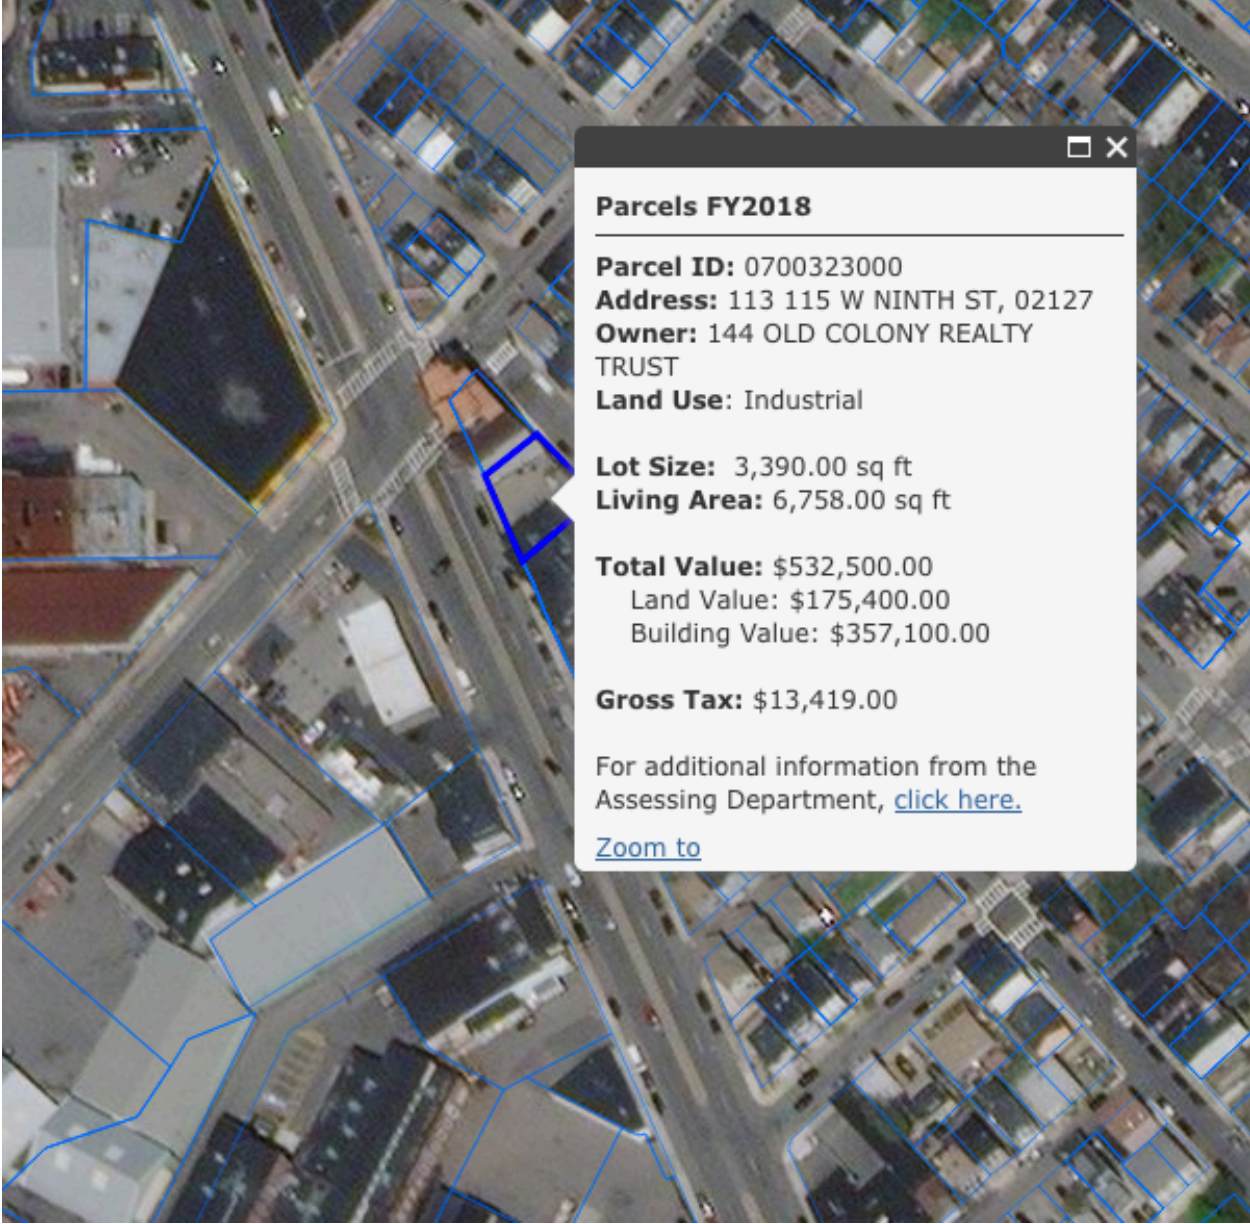 Parcels FY2018
Parcel ID: 0700323000
Address: 113 115 W NINTH ST, 02127
Owner: 144 OLD COLONY REALTY
TRUST
Land Use: Industrial
Lot Size: 3,390.00 sq ft
Living Area: 6,758.00 sq ft
Total Value: $532,500.00
Land Value: $175,400.00
Building Value: $357,100.00
Gross Tax: $13,419.00
For additional information from the
Assessing Department, click here.
Zoom to